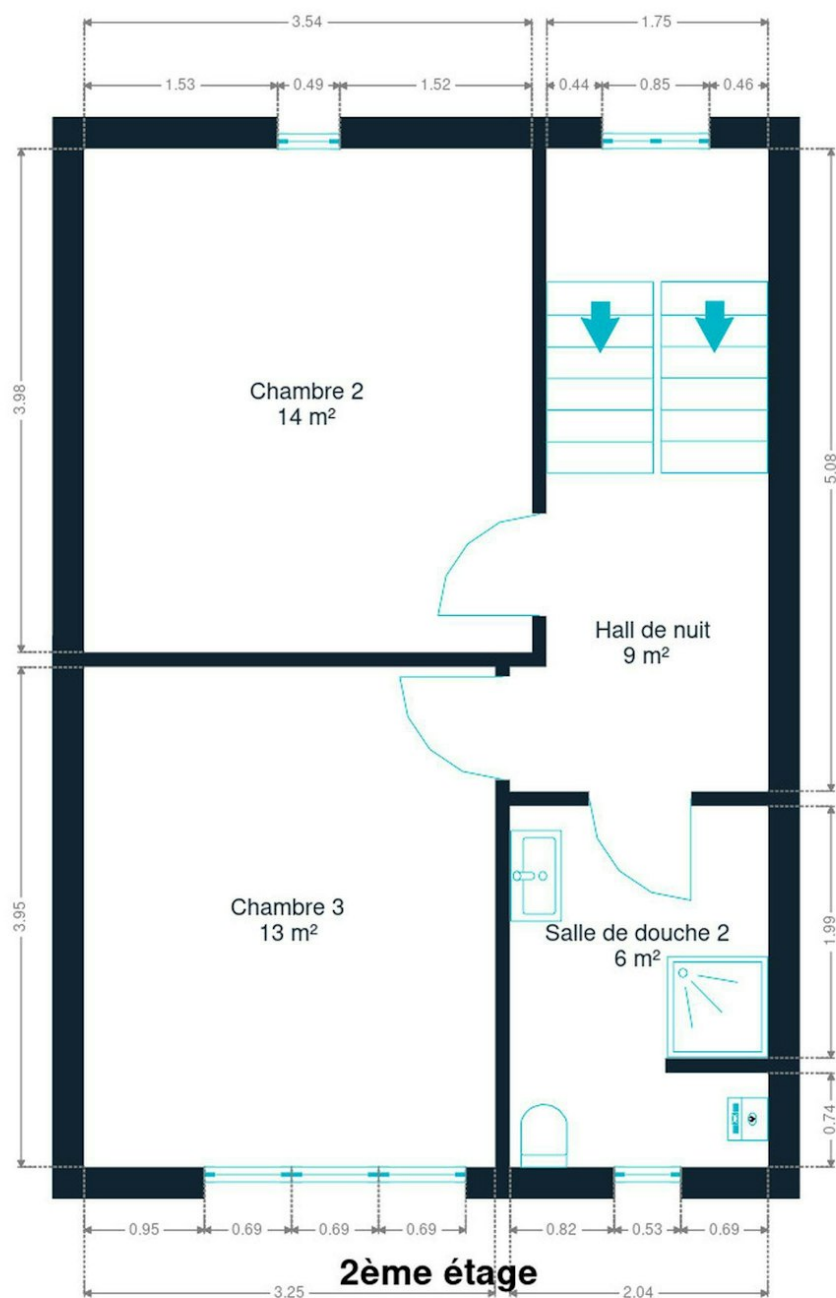 3.54
1.75
1.53
0.49
1.52
0.44
0.85
0.46
3.98
5.08
Chambre 2
14 m²
Hall de nuit
9 m²
3.95
Chambre 3
13 m²
1.99
Salle de douche 2
6 m²
0.74
0.95
0.69
0.69
0.69
0.82
0.53
0.69
2ème étage
3.25
2.04